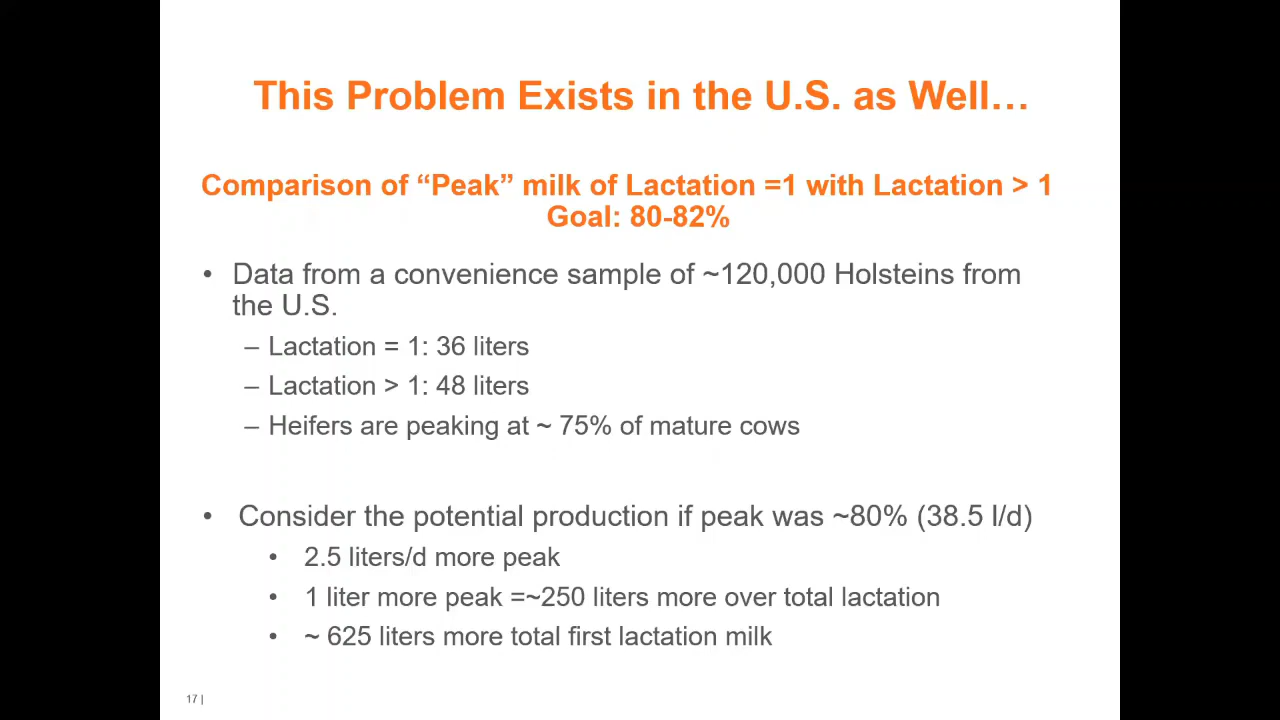 This Problem Exists in the U.S. as Well…
Comparison of “Peak” milk of Lactation =1 with Lactation > 1
Goal: 80-82%
• Data from a convenience sample of ~120,000 Holsteins from
the U.S.
– Lactation = 1: 36 liters
– Lactation > 1: 48 liters
– Heifers are peaking at ~ 75% of mature cows
• Consider the potential production if peak was ~80% (38.5 l/d)
• 2.5 liters/d more peak
• 1 liter more peak =~250 liters more over total lactation
• ~ 625 liters more total first lactation milk
17 |